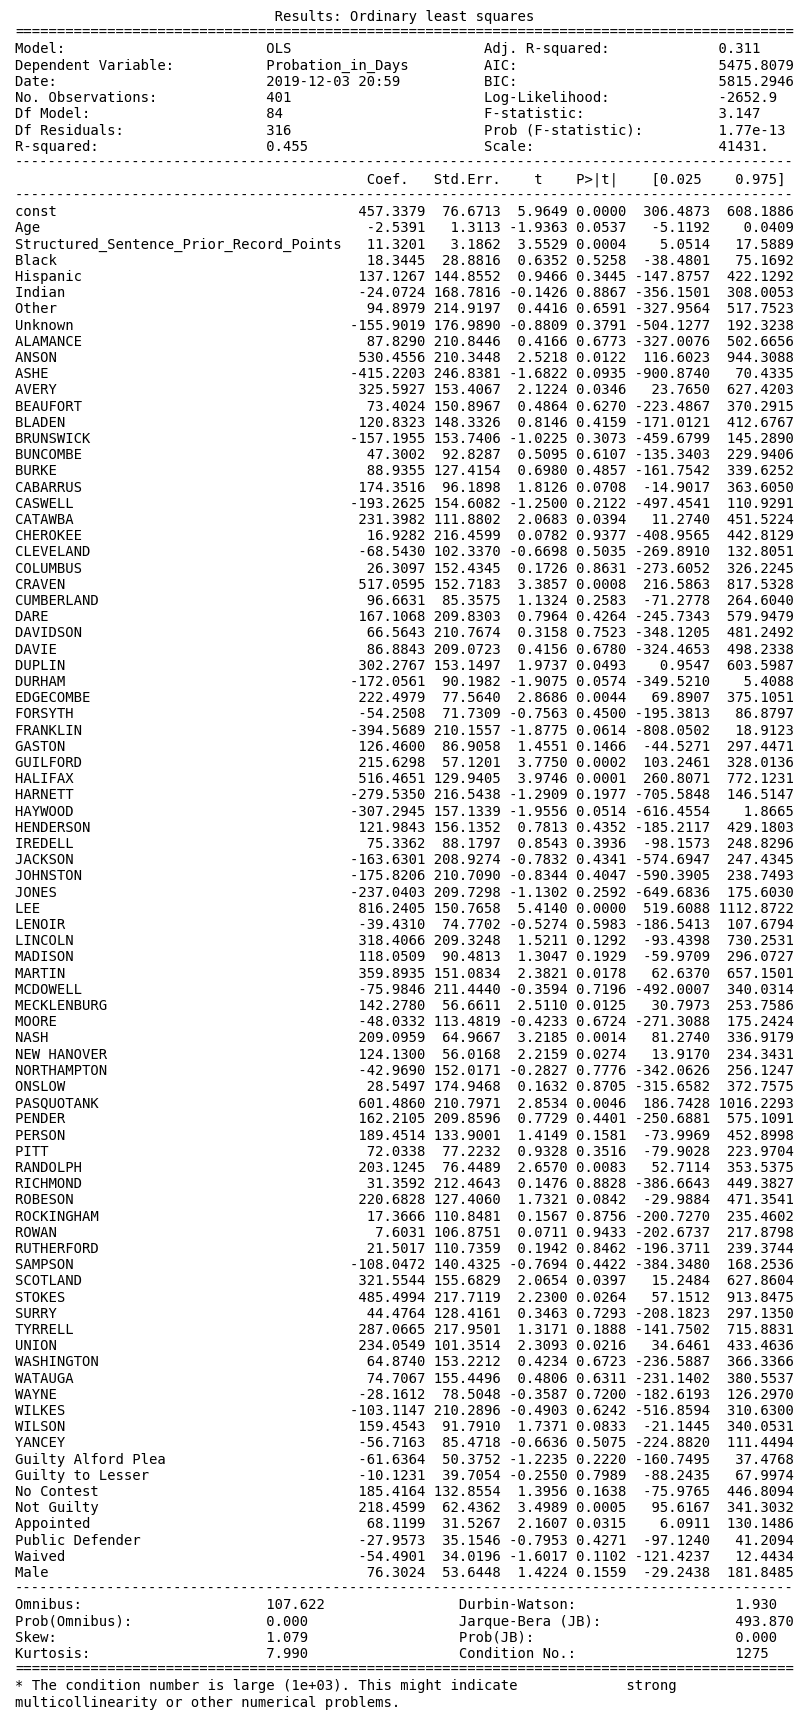 Results: Ordinary least squares
==============================================================================================
Model: OLS Adj. R-squared: 0.311
Dependent Variable: Probation_in_Days AIC: 5475.8079
Date: 2019-12-03 20:59 BIC: 5815.2946
No. Observations: 401 Log-Likelihood: -2652.9
Df Model: 84 F-statistic: 3.147
Df Residuals: 316 Prob (F-statistic): 1.77e-13
R-squared: 0.455 Scale: 41431.
----------------------------------------------------------------------------------------------
Coef. Std.Err. t P>|t| [0.025 0.975]
----------------------------------------------------------------------------------------------
const 457.3379 76.6713 5.9649 0.0000 306.4873 608.1886
Age -2.5391 1.3113 -1.9363 0.0537 -5.1192 0.0409
Structured_Sentence_Prior_Record_Points 11.3201 3.1862 3.5529 0.0004 5.0514 17.5889
Black 18.3445 28.8816 0.6352 0.5258 -38.4801 75.1692
Hispanic 137.1267 144.8552 0.9466 0.3445 -147.8757 422.1292
Indian -24.0724 168.7816 -0.1426 0.8867 -356.1501 308.0053
Other 94.8979 214.9197 0.4416 0.6591 -327.9564 517.7523
Unknown -155.9019 176.9890 -0.8809 0.3791 -504.1277 192.3238
ALAMANCE 87.8290 210.8446 0.4166 0.6773 -327.0076 502.6656
ANSON 530.4556 210.3448 2.5218 0.0122 116.6023 944.3088
ASHE -415.2203 246.8381 -1.6822 0.0935 -900.8740 70.4335
AVERY 325.5927 153.4067 2.1224 0.0346 23.7650 627.4203
BEAUFORT 73.4024 150.8967 0.4864 0.6270 -223.4867 370.2915
BLADEN 120.8323 148.3326 0.8146 0.4159 -171.0121 412.6767
BRUNSWICK -157.1955 153.7406 -1.0225 0.3073 -459.6799 145.2890
BUNCOMBE 47.3002 92.8287 0.5095 0.6107 -135.3403 229.9406
BURKE 88.9355 127.4154 0.6980 0.4857 -161.7542 339.6252
CABARRUS 174.3516 96.1898 1.8126 0.0708 -14.9017 363.6050
CASWELL -193.2625 154.6082 -1.2500 0.2122 -497.4541 110.9291
CATAWBA 231.3982 111.8802 2.0683 0.0394 11.2740 451.5224
CHEROKEE 16.9282 216.4599 0.0782 0.9377 -408.9565 442.8129
CLEVELAND -68.5430 102.3370 -0.6698 0.5035 -269.8910 132.8051
COLUMBUS 26.3097 152.4345 0.1726 0.8631 -273.6052 326.2245
CRAVEN 517.0595 152.7183 3.3857 0.0008 216.5863 817.5328
CUMBERLAND 96.6631 85.3575 1.1324 0.2583 -71.2778 264.6040
DARE 167.1068 209.8303 0.7964 0.4264 -245.7343 579.9479
DAVIDSON 66.5643 210.7674 0.3158 0.7523 -348.1205 481.2492
DAVIE 86.8843 209.0723 0.4156 0.6780 -324.4653 498.2338
DUPLIN 302.2767 153.1497 1.9737 0.0493 0.9547 603.5987
DURHAM -172.0561 90.1982 -1.9075 0.0574 -349.5210 5.4088
EDGECOMBE 222.4979 77.5640 2.8686 0.0044 69.8907 375.1051
FORSYTH -54.2508 71.7309 -0.7563 0.4500 -195.3813 86.8797
FRANKLIN -394.5689 210.1557 -1.8775 0.0614 -808.0502 18.9123
GASTON 126.4600 86.9058 1.4551 0.1466 -44.5271 297.4471
GUILFORD 215.6298 57.1201 3.7750 0.0002 103.2461 328.0136
HALIFAX 516.4651 129.9405 3.9746 0.0001 260.8071 772.1231
HARNETT -279.5350 216.5438 -1.2909 0.1977 -705.5848 146.5147
HAYWOOD -307.2945 157.1339 -1.9556 0.0514 -616.4554 1.8665
HENDERSON 121.9843 156.1352 0.7813 0.4352 -185.2117 429.1803
IREDELL 75.3362 88.1797 0.8543 0.3936 -98.1573 248.8296
JACKSON -163.6301 208.9274 -0.7832 0.4341 -574.6947 247.4345
JOHNSTON -175.8206 210.7090 -0.8344 0.4047 -590.3905 238.7493
JONES -237.0403 209.7298 -1.1302 0.2592 -649.6836 175.6030
LEE 816.2405 150.7658 5.4140 0.0000 519.6088 1112.8722
LENOIR -39.4310 74.7702 -0.5274 0.5983 -186.5413 107.6794
LINCOLN 318.4066 209.3248 1.5211 0.1292 -93.4398 730.2531
MADISON 118.0509 90.4813 1.3047 0.1929 -59.9709 296.0727
MARTIN 359.8935 151.0834 2.3821 0.0178 62.6370 657.1501
MCDOWELL -75.9846 211.4440 -0.3594 0.7196 -492.0007 340.0314
MECKLENBURG 142.2780 56.6611 2.5110 0.0125 30.7973 253.7586
MOORE -48.0332 113.4819 -0.4233 0.6724 -271.3088 175.2424
NASH 209.0959 64.9667 3.2185 0.0014 81.2740 336.9179
NEW HANOVER 124.1300 56.0168 2.2159 0.0274 13.9170 234.3431
NORTHAMPTON -42.9690 152.0171 -0.2827 0.7776 -342.0626 256.1247
ONSLOW 28.5497 174.9468 0.1632 0.8705 -315.6582 372.7575
PASQUOTANK 601.4860 210.7971 2.8534 0.0046 186.7428 1016.2293
PENDER 162.2105 209.8596 0.7729 0.4401 -250.6881 575.1091
PERSON 189.4514 133.9001 1.4149 0.1581 -73.9969 452.8998
PITT 72.0338 77.2232 0.9328 0.3516 -79.9028 223.9704
RANDOLPH 203.1245 76.4489 2.6570 0.0083 52.7114 353.5375
RICHMOND 31.3592 212.4643 0.1476 0.8828 -386.6643 449.3827
ROBESON 220.6828 127.4060 1.7321 0.0842 -29.9884 471.3541
ROCKINGHAM 17.3666 110.8481 0.1567 0.8756 -200.7270 235.4602
ROWAN 7.6031 106.8751 0.0711 0.9433 -202.6737 217.8798
RUTHERFORD 21.5017 110.7359 0.1942 0.8462 -196.3711 239.3744
SAMPSON -108.0472 140.4325 -0.7694 0.4422 -384.3480 168.2536
SCOTLAND 321.5544 155.6829 2.0654 0.0397 15.2484 627.8604
STOKES 485.4994 217.7119 2.2300 0.0264 57.1512 913.8475
SURRY 44.4764 128.4161 0.3463 0.7293 -208.1823 297.1350
TYRRELL 287.0665 217.9501 1.3171 0.1888 -141.7502 715.8831
UNION 234.0549 101.3514 2.3093 0.0216 34.6461 433.4636
WASHINGTON 64.8740 153.2212 0.4234 0.6723 -236.5887 366.3366
WATAUGA 74.7067 155.4496 0.4806 0.6311 -231.1402 380.5537
WAYNE -28.1612 78.5048 -0.3587 0.7200 -182.6193 126.2970
WILKES -103.1147 210.2896 -0.4903 0.6242 -516.8594 310.6300
WILSON 159.4543 91.7910 1.7371 0.0833 -21.1445 340.0531
YANCEY -56.7163 85.4718 -0.6636 0.5075 -224.8820 111.4494
Guilty Alford Plea -61.6364 50.3752 -1.2235 0.2220 -160.7495 37.4768
Guilty to Lesser -10.1231 39.7054 -0.2550 0.7989 -88.2435 67.9974
No Contest 185.4164 132.8554 1.3956 0.1638 -75.9765 446.8094
Not Guilty 218.4599 62.4362 3.4989 0.0005 95.6167 341.3032
Appointed 68.1199 31.5267 2.1607 0.0315 6.0911 130.1486
Public Defender -27.9573 35.1546 -0.7953 0.4271 -97.1240 41.2094
Waived -54.4901 34.0196 -1.6017 0.1102 -121.4237 12.4434
Male 76.3024 53.6448 1.4224 0.1559 -29.2438 181.8485
----------------------------------------------------------------------------------------------
Omnibus: 107.622 Durbin-Watson: 1.930
Prob(Omnibus): 0.000 Jarque-Bera (JB): 493.870
Skew: 1.079 Prob(JB): 0.000
Kurtosis: 7.990 Condition No.: 1275
==============================================================================================
* The condition number is large (1e+03). This might indicate strong
multicollinearity or other numerical problems.